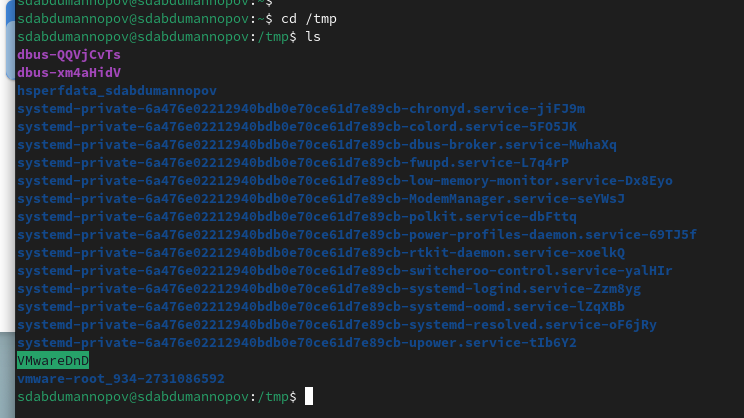 sdabdumannopov@sdabdumannopov:~$
sdabdumannopov@sdabdumannopov:~$ cd /tmp
sdabdumannopov@sdabdumannopov:/tmp$ ls
dbus-QQVjCvTs
dbus-xm4aHidV
hsperfdata_sdabdumannopov
systemd-private-6a476e02212940bdb0e70ce61d7e89cb-chronyd.service-jiFJ9m
systemd-private-6a476e02212940bdb0e70ce61d7e89cb-colord.service-5FO5JK
systemd-private-6a476e02212940bdb0e70ce61d7e89cb-dbus-broker.service-MwhaXq
systemd-private-6a476e02212940bdb0e70ce61d7e89cb-fwupd.service-L7q4rP
systemd-private-6a476e02212940bdb0e70ce61d7e89cb-low-memory-monitor.service-Dx8Eyo
systemd-private-6a476e02212940bdb0e70ce61d7e89cb-ModemManager.service-seYWsJ
systemd-private-6a476e02212940bdb0e70ce61d7e89cb-polkit.service-dbFttq
systemd-private-6a476e02212940bdb0e70ce61d7e89cb-power-profiles-daemon.service-69TJ5f
systemd-private-6a476e02212940bdb0e70ce61d7e89cb-rtkit-daemon.service-xoelkQ
systemd-private-6a476e02212940bdb0e70ce61d7e89cb-switcheroo-control.service-yalHIr
systemd-private-6a476e02212940bdb0e70ce61d7e89cb-systemd-logind.service-Zzm8yg
systemd-private-6a476e02212940bdb0e70ce61d7e89cb-systemd-oomd.service-lZqXBb
systemd-private-6a476e02212940bdb0e70ce61d7e89cb-systemd-resolved.service-oF6jRy
systemd-private-6a476e02212940bdb0e70ce61d7e89cb-upower.service-tIb6Y2
VMwareDnD
vmware-root_934-2731086592
sdabdumannopov@sdabdumannopov:/tmp$